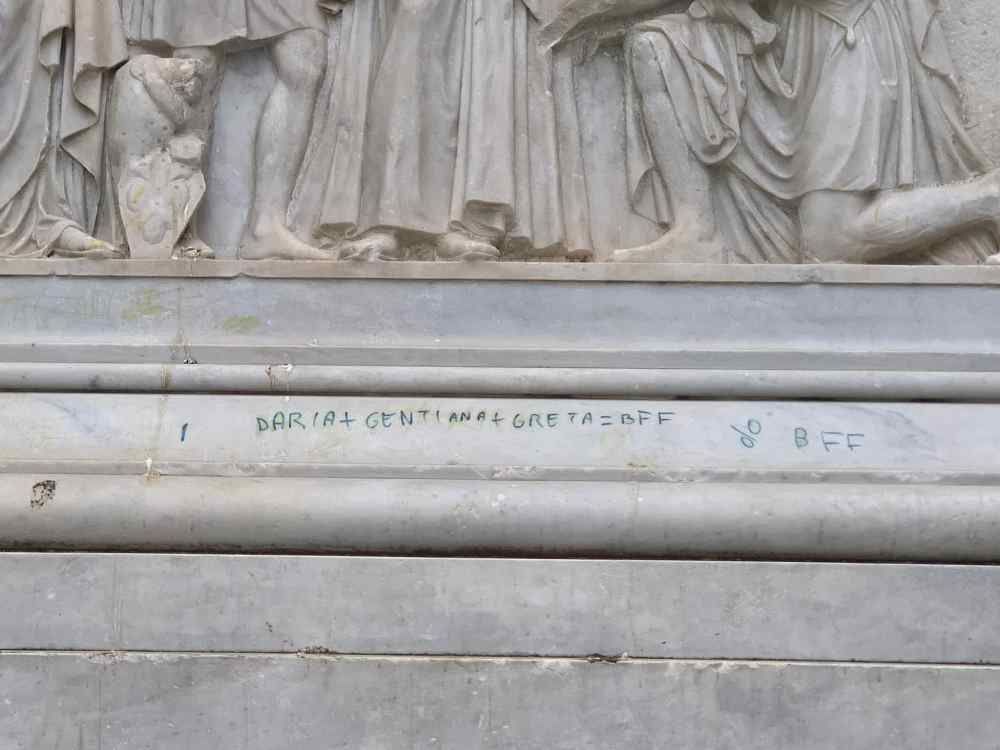 DARIA+ GENTIANA+ GRETA=BFF
% BFF